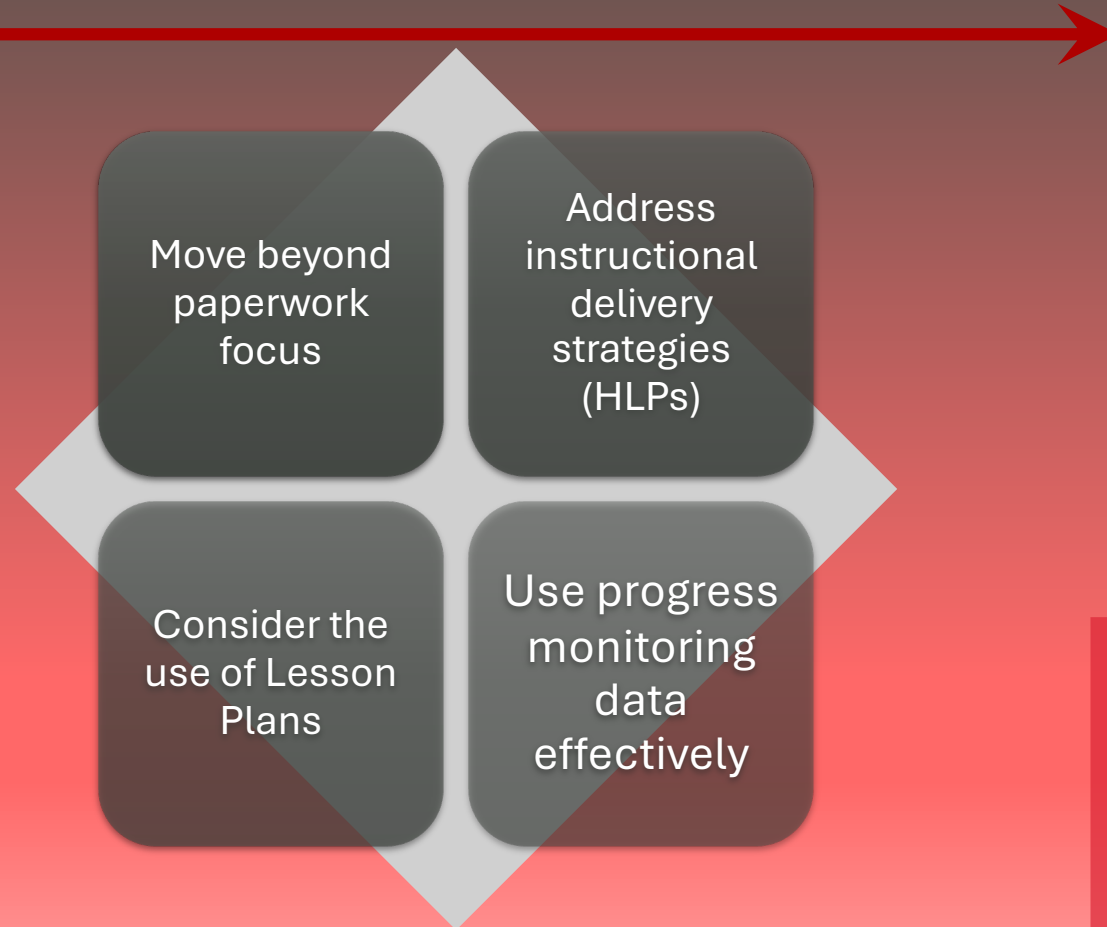 Move beyond
paperwork
focus
Address
instructional
delivery
strategies
(HLPs)
Consider the
use of Lesson
Plans
Use progress
monitoring
data
effectively